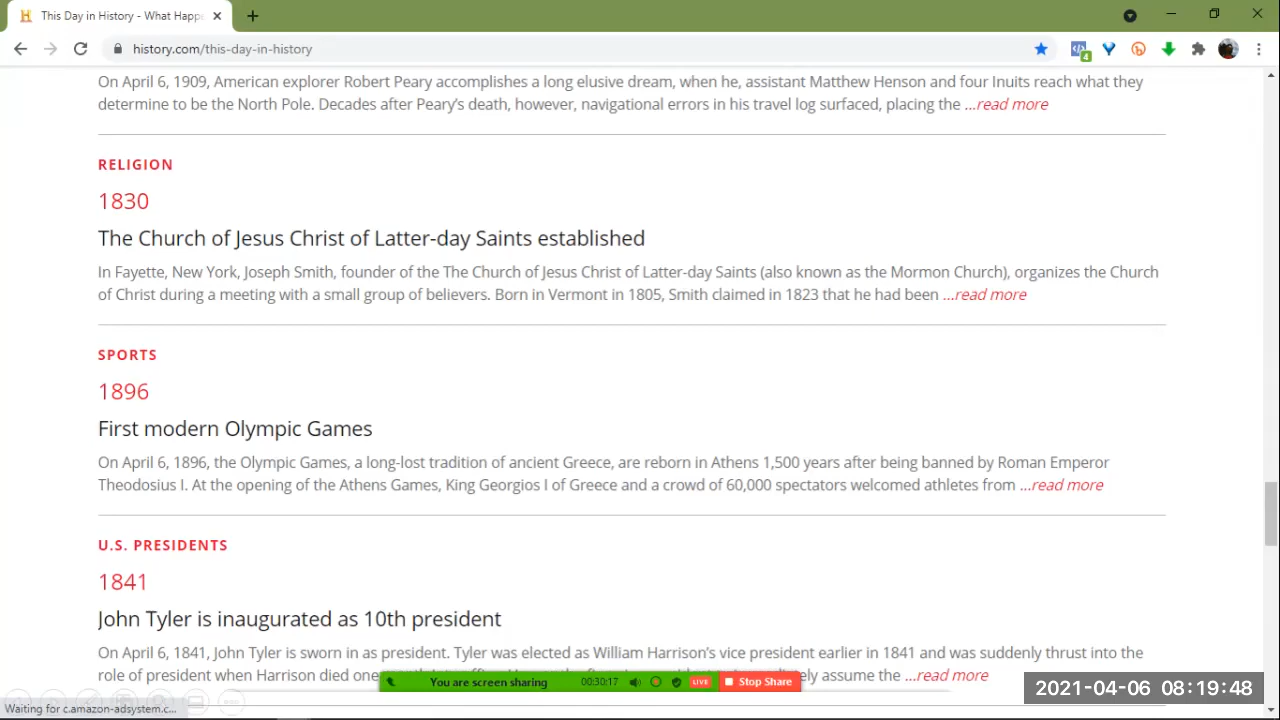 This Day in History - What Happe
history.com/this-day-in-history
4
On April 6, 1909, American explorer Robert Peary accomplishes a long elusive dream, when he, assistant Matthew Henson and four Inuits reach what they
determine to be the North Pole. Decades after Peary's death, however, navigational errors in his travel log surfaced, placing the ...read more
RELIGION
1830
The Church of Jesus Christ of Latter-day Saints established
In Fayette, New York, Joseph Smith, founder of the The Church of Jesus Christ of Latter-day Saints (also known as the Mormon Church), organizes the Church
of Christ during a meeting with a small group of believers. Born in Vermont in 1805, Smith claimed in 1823 that he had been ...read more
SPORTS
1896
First modern Olympic Games
On April 6, 1896, the Olympic Games, a long-lost tradition of ancient Greece, are reborn in Athens 1,500 years after being banned by Roman Emperor
Theodosius I. At the opening of the Athens Games, King Georgios I of Greece and a crowd of 60,000 spectators welcomed athletes from ...read more
U.S. PRESIDENTS
1841
John Tyler is inaugurated as 10th president
On April 6, 1841, John Tyler is sworn in as president. Tyler was elected as William Harrison's vice president earlier in 1841 and was suddenly thrust into the
role of president when Harrison died one assume the ...read more
You are screen sharing 00:30:17 LIVE Stop Share
2021-04-06 08:19:48
Waiting for c.amazon-adsystem.c...